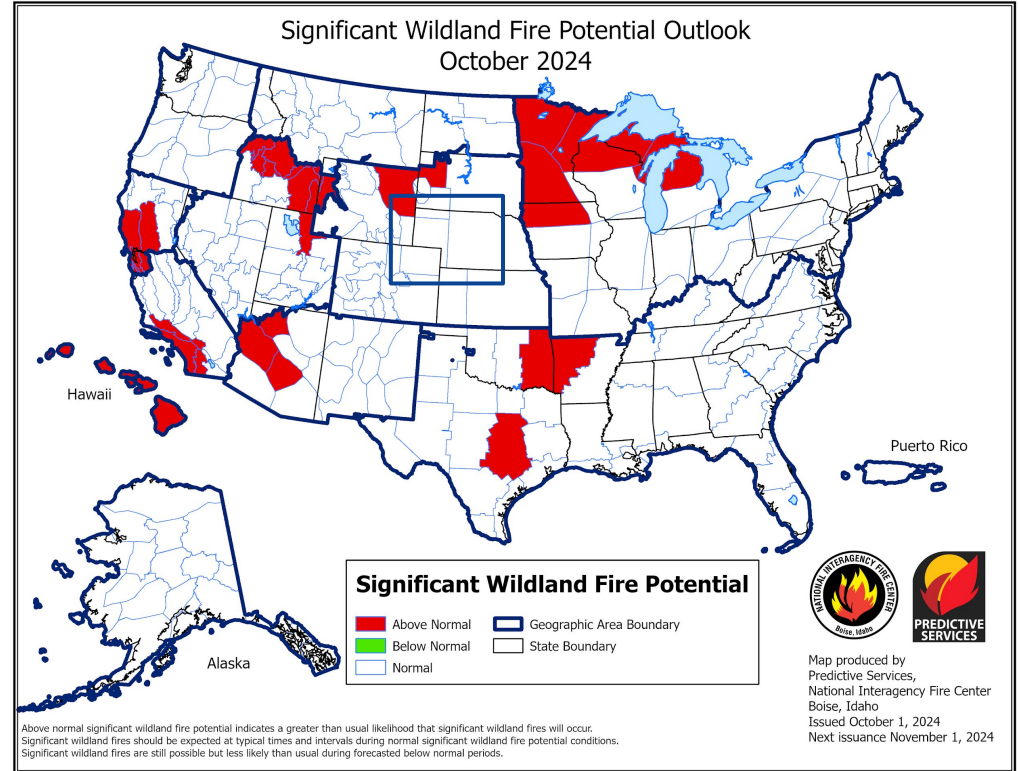 Significant Wildland Fire Potential Outlook
October 2024
Hawaii
Puerto Rico
Alaska
Significant Wildland Fire Potential
Above Normal
Geographic Area Boundary
Below Normal
State Boundary
Normal
NATIONAL INTERAGENCY FIRE CENTER
Boise, Idaho
PREDICTIVE
SERVICES
Map produced by
Predictive Services,
National Interagency Fire Center
Boise, Idaho
Issued October 1, 2024
Next issuance November 1, 2024
Above normal significant wildland fire potential indicates a greater than usual likelihood that significant wildland fires will occur.
Significant wildland fires should be expected at typical times and intervals during normal significant wildland fire potential conditions.
Significant wildland fires are still possible but less likely than usual during forecasted below normal periods.